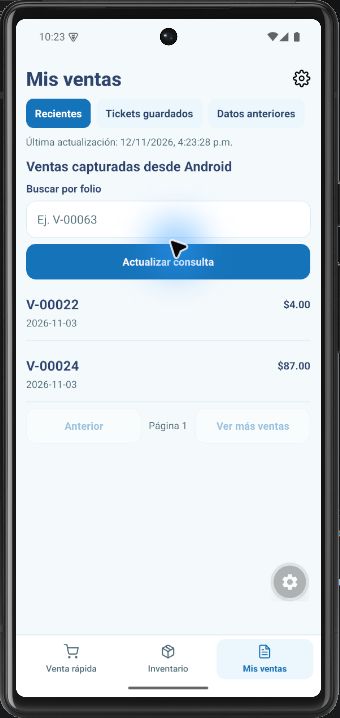 10:23
Mis ventas
Recientes
Tickets guardados
Datos anteriores
Última actualización: 12/11/2026, 4:23:28 p.m.
Ventas capturadas desde Android
Buscar por folio
Ej. V-00063
Actualizar consulta
V-00022
$4.00
2026-11-03
V-00024
$87.00
2026-11-03
Anterior
Página 1
Ver más ventas
Venta rápida
Inventario
Mis ventas